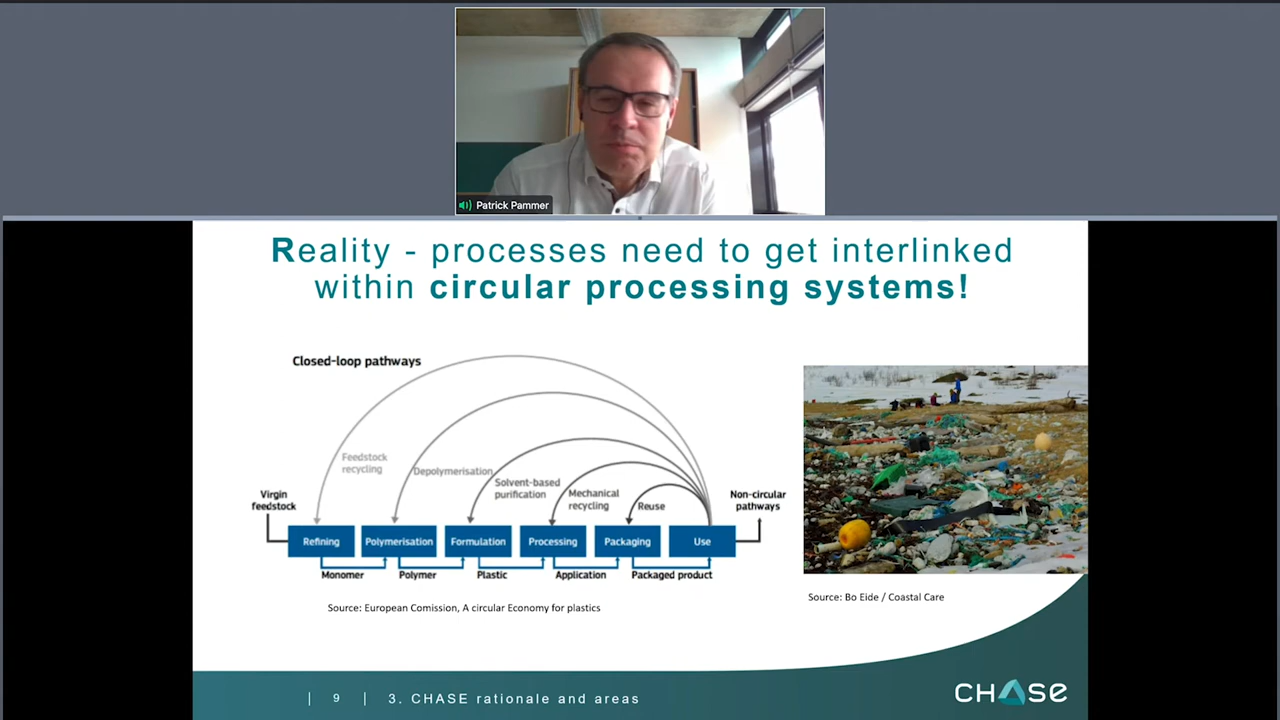 Patrick Pammer
Reality - processes need to get interlinked
within circular processing systems!
Closed-loop pathways
Feedstock
recycling
Depolymerisation
Solvent-based
purification
Mechanical
recycling
Reuse
Virgin
feedstock
Non-circular
pathways
Refining
Polymerisation
Formulation
Processing
Packaging
Use
Monomer
Polymer
Plastic
Application
Packaged product
Source: European Comission, A circular Economy for plastics
Source: Bo Eide / Coastal Care
| 9 | 3. CHASE rationale and areas
CHASE